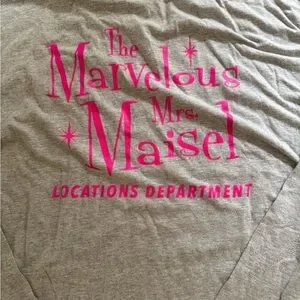 The
Marvelous
Mrs.
Maisel
LOCATIONS DEPARTMENT